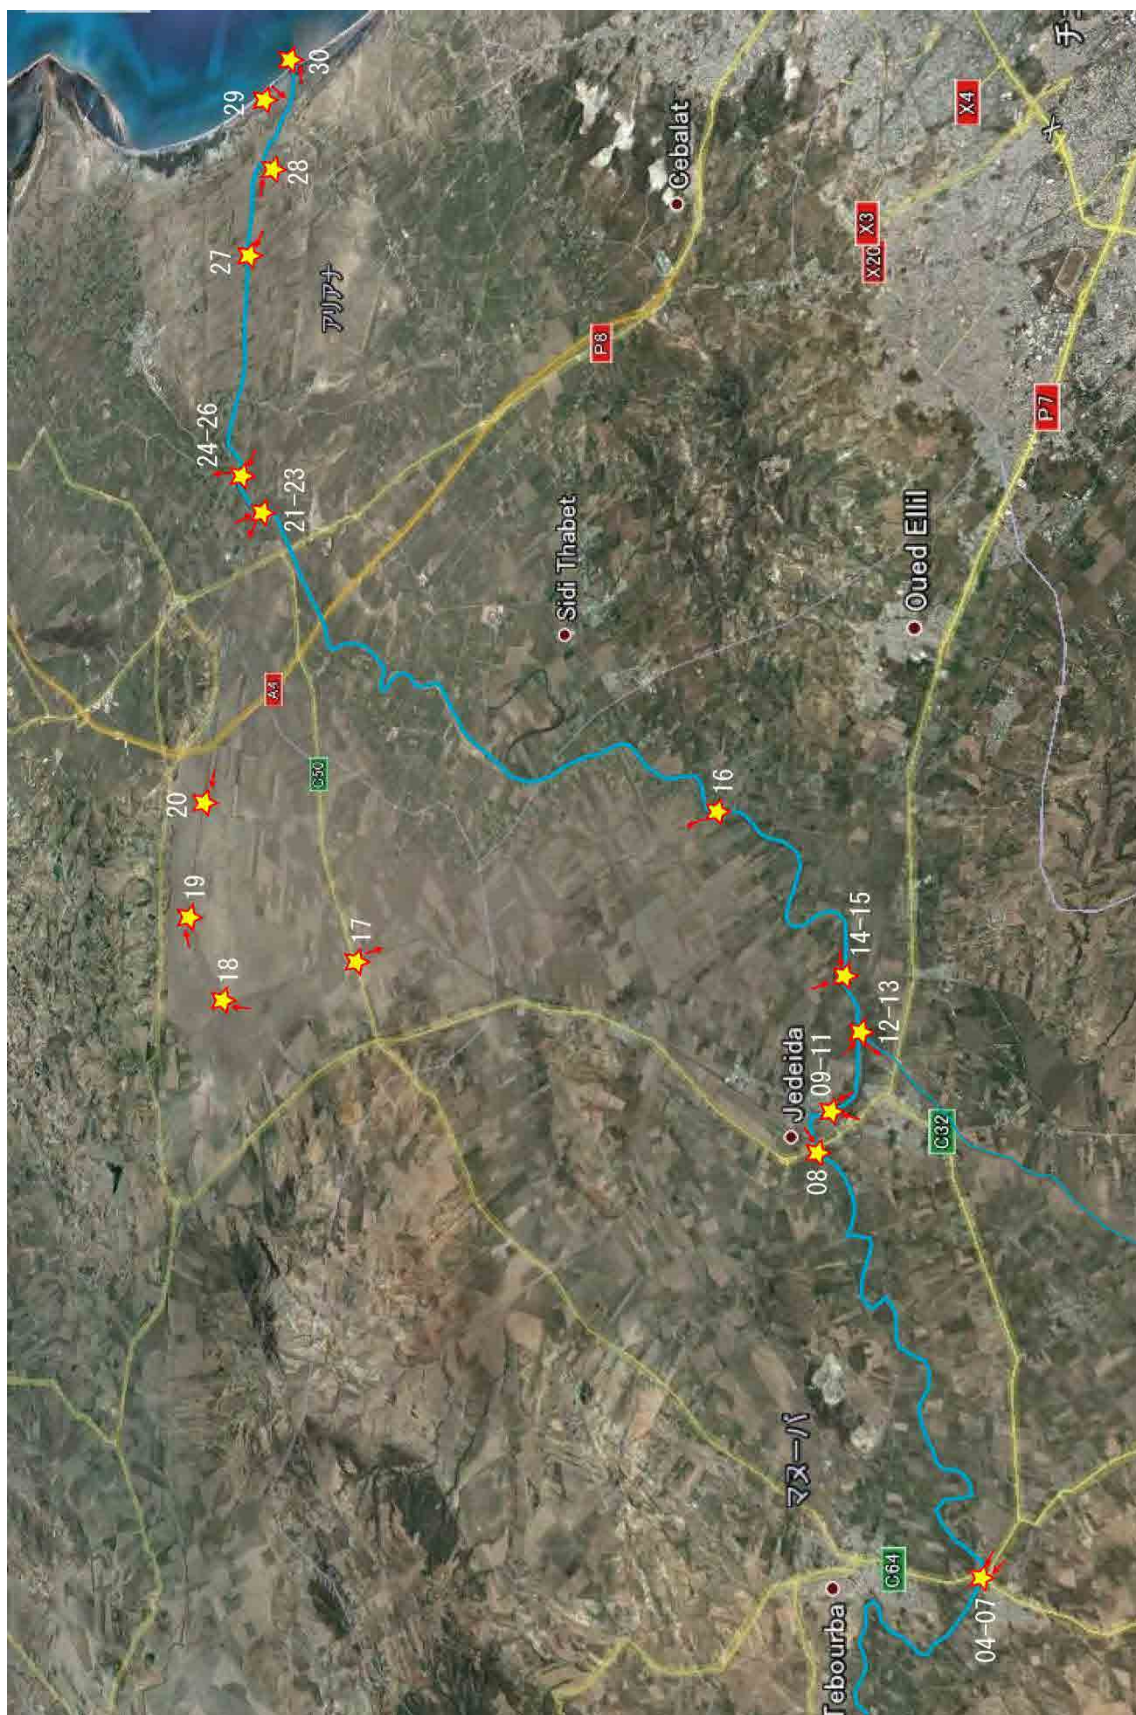 30
29
28
27
アリアナ
24-26
21-23
Cebalat
X4
X3
X20
P8
P7
A4
C50
Sidi Thabet
Oued Ellil
20
19
18
17
16
14-15
12-13
09-11
Jedeida
08
C32
マヌーバ
C64
Tebourba
04-07